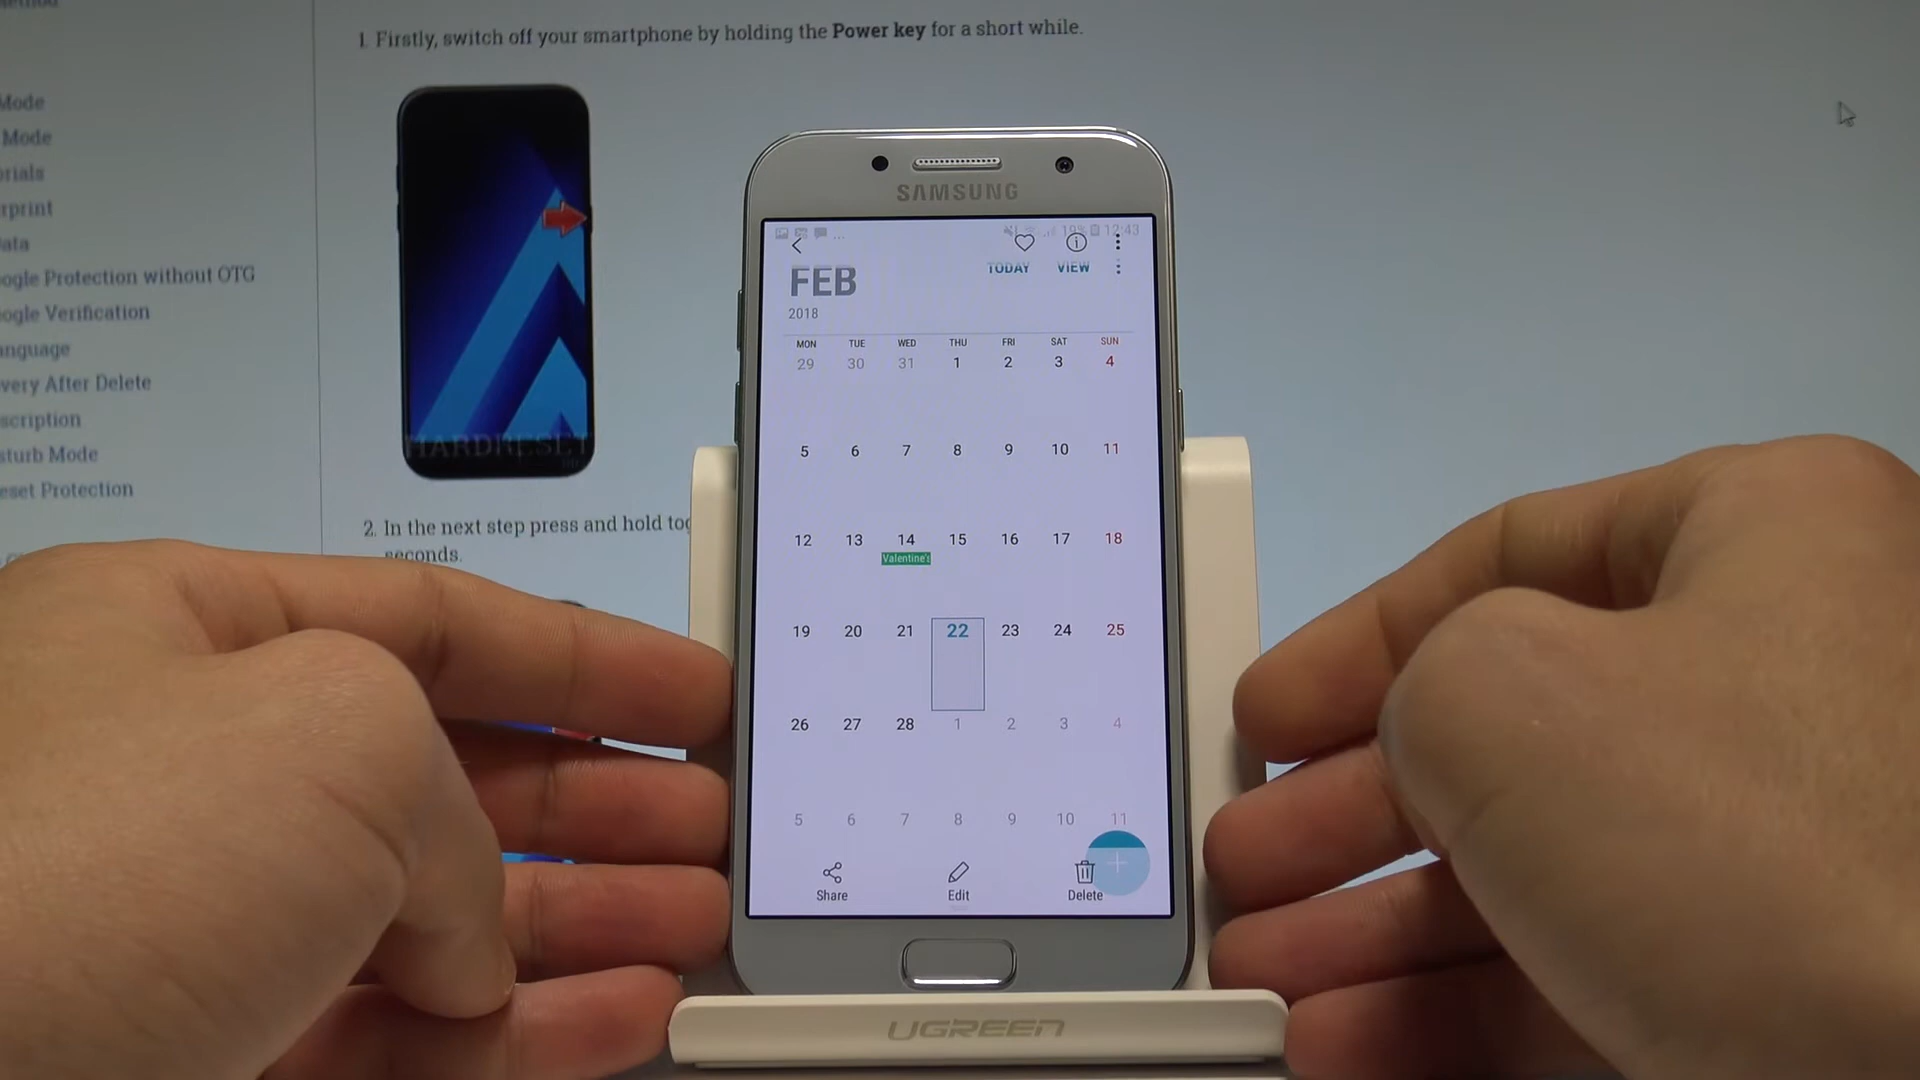 1. Firstly, switch off your smartphone by holding the Power key for a short while.
Mode
Mode
orials
rprint
ata
ogle Protection without OTG
ogle Verification
anguage
very After Delete
scription
sturb Mode
eset Protection
HARDRESET
2. In the next step press and hold tog
seconds.
SAMSUNG
... 19% 12:43
TODAY VIEW
FEB
2018
MON TUE WED THU FRI SAT SUN
29 30 31 1 2 3 4
5 6 7 8 9 10 11
12 13 14 15 16 17 18
Valentine's
19 20 21 22 23 24 25
26 27 28 1 2 3 4
5 6 7 8 9 10 11
Share Edit Delete
UGREEN